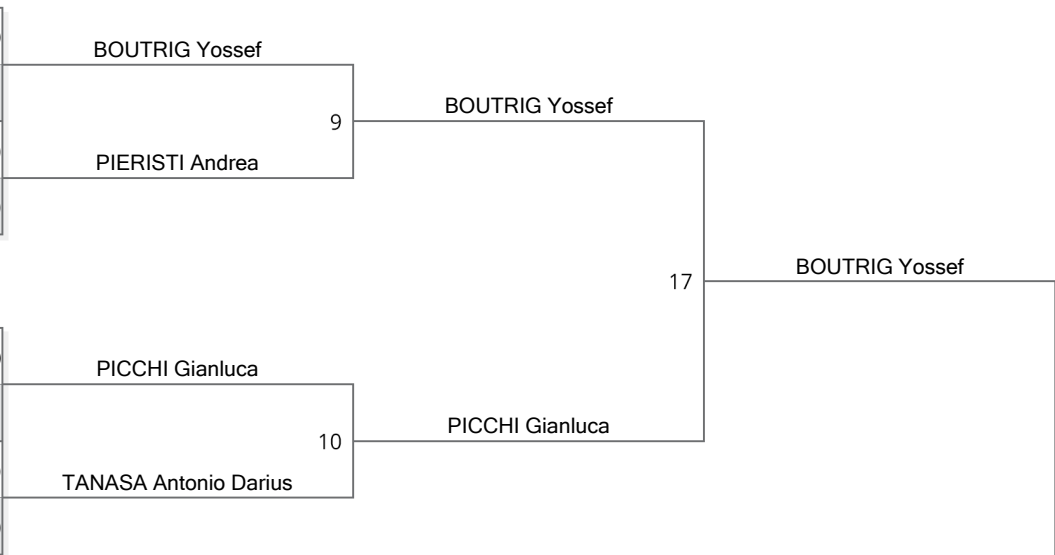 BOUTRIG Yossef
BOUTRIG Yossef
9
PIERISTI Andrea
BOUTRIG Yossef
17
PICCHI Gianluca
PICCHI Gianluca
10
TANASA Antonio Darius